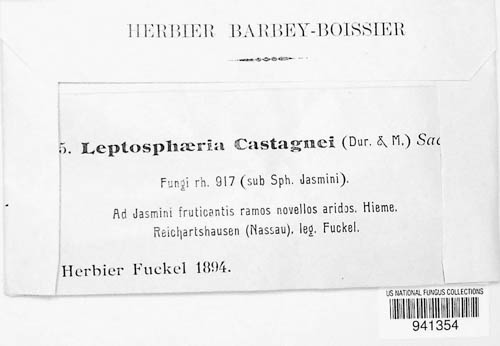 HERBIER BARBEY-BOISSIER
5. Leptosphæria Castagnei (Dur. & M.) Sac
Fungi rh. 917 (sub Sph. Jasmini).
Ad Jasmini fruticantis ramos novellos aridos. Hieme.
Reichartshausen (Nassau). leg. Fuckel.
Herbier Fuckel 1894.
US NATIONAL FUNGUS COLLECTIONS
941354